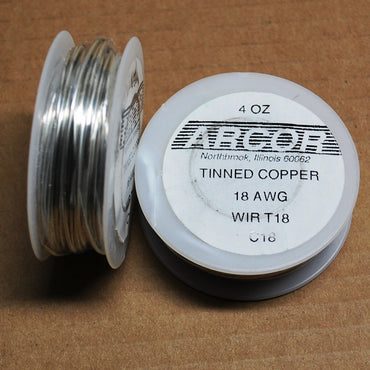 4 OZ
ARCOR
Northbrook, Illinois 60062
TINNED COPPER
18 AWG
WIR T18
C18